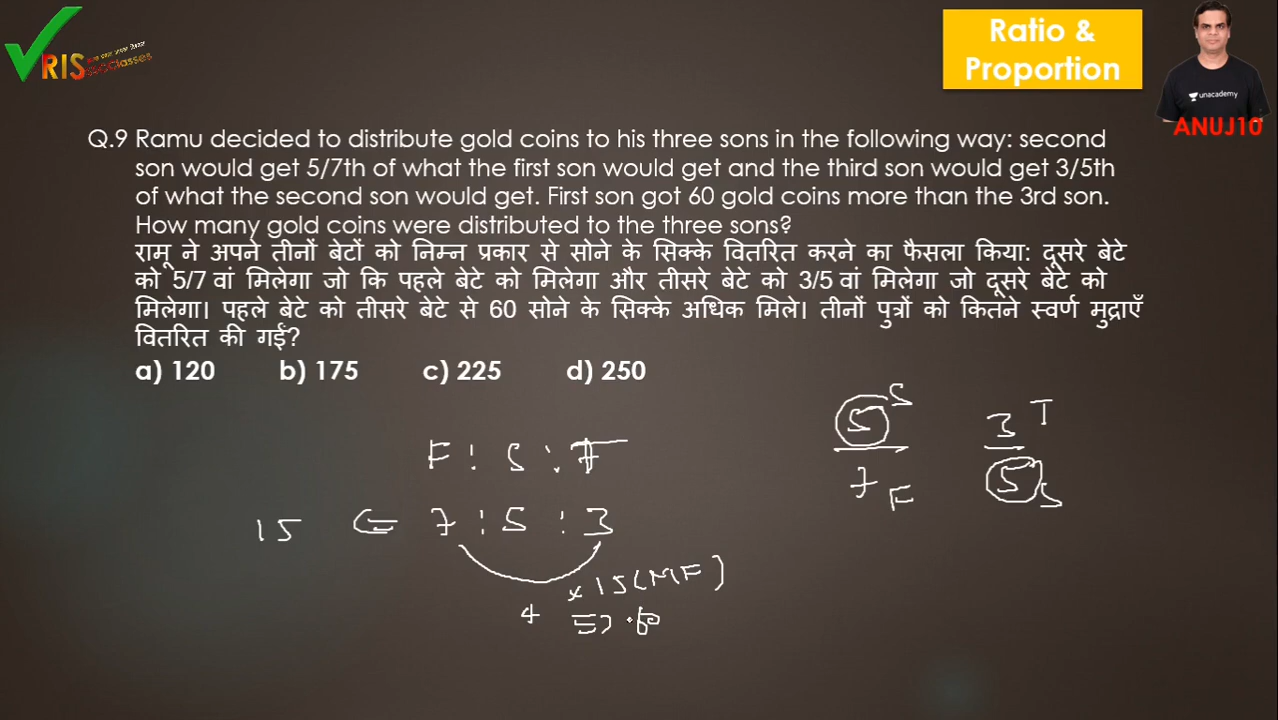 RIS
Ratio &
Proportion
unacademy
ANUJ10
Q.9 Ramu decided to distribute gold coins to his three sons in the following way: second
son would get 5/7th of what the first son would get and the third son would get 3/5th
of what the second son would get. First son got 60 gold coins more than the 3rd son.
How many gold coins were distributed to the three sons?
रामू ने अपने तीनों बेटों को निम्न प्रकार से सोने के सिक्के वितरित करने का फैसला किया: दूसरे बेटे
को 5/7 वां मिलेगा जो कि पहले बेटे को मिलेगा और तीसरे बेटे को 3/5 वां मिलेगा जो दूसरे बेटे को
मिलेगा। पहले बेटे को तीसरे बेटे से 60 सोने के सिक्के अधिक मिले। तीनों पुत्रों को कितने स्वर्ण मुद्राएँ
वितरित की गईं?
a) 120 b) 175 c) 225 d) 250
5 S 3 T
7 F 5 S
F : S : T
15 ⇐ 7 : 5 : 3
× 15 (MF)
4 => 60